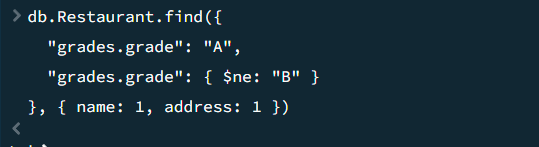 > db.Restaurant.find({
"grades.grade": "A",
"grades.grade": { $ne: "B" }
}, { name: 1, address: 1 })
<